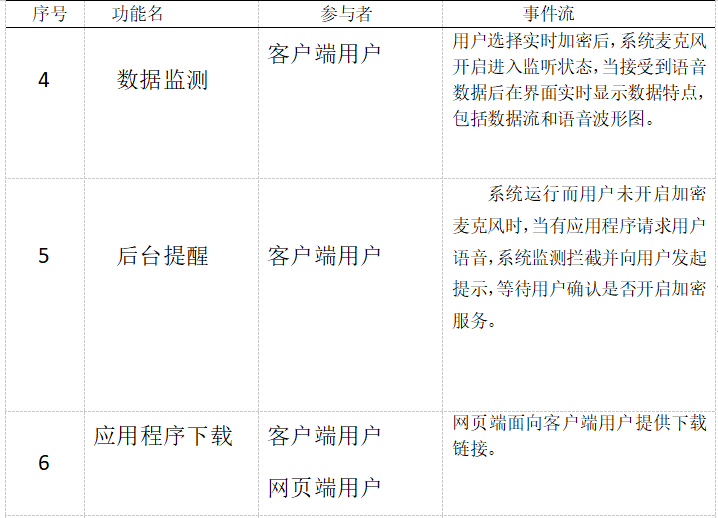 序号 功能名 参与者 事件流
4 数据监测 客户端用户
用户选择实时加密后，系统麦克风
开启进入监听状态，当接受到语音
数据后在界面实时显示数据特点，
包括数据流和语音波形图。
5 后台提醒 客户端用户
系统运行而用户未开启加密
麦克风时，当有应用程序请求用户
语音，系统监测拦截并向用户发起
提示，等待用户确认是否开启加密
服务。
6 应用程序下载 客户端用户
网页端用户
网页端面向客户端用户提供下载
链接。